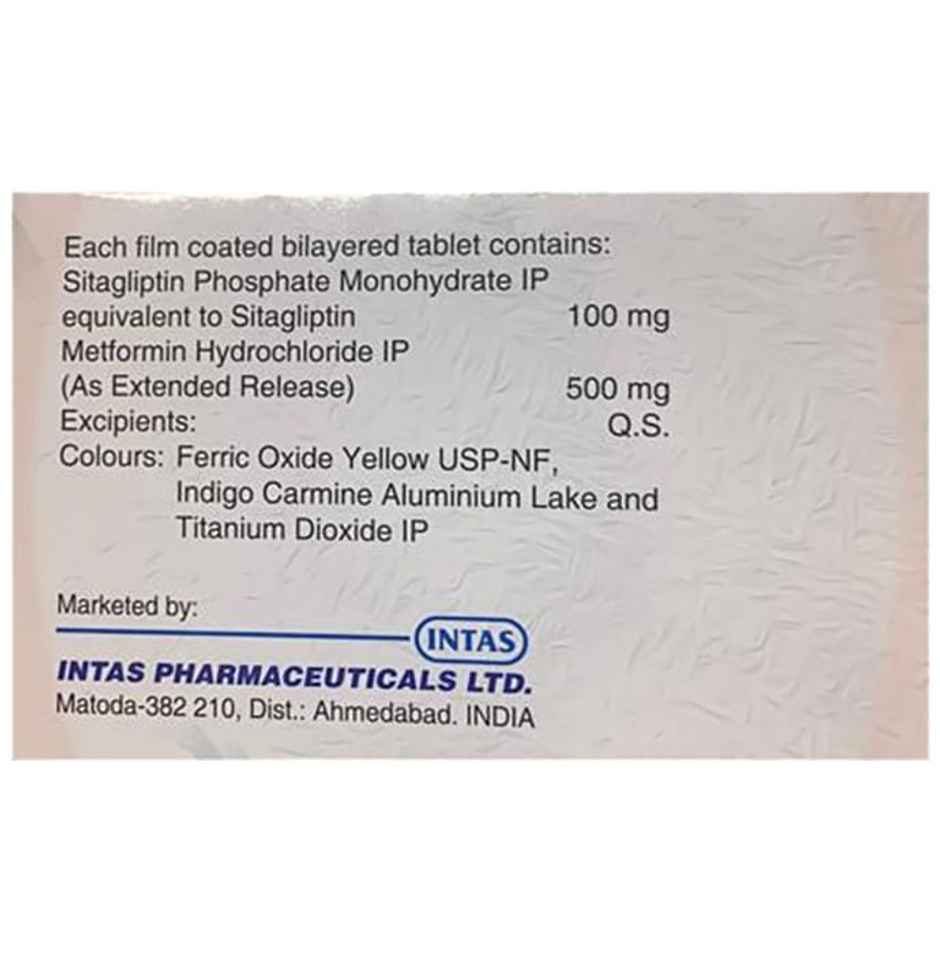 Each film coated bilayered tablet contains:
Sitagliptin Phosphate Monohydrate IP
equivalent to Sitagliptin 100 mg
Metformin Hydrochloride IP
(As Extended Release) 500 mg
Excipients: Q.S.
Colours: Ferric Oxide Yellow USP-NF,
Indigo Carmine Aluminium Lake and
Titanium Dioxide IP
Marketed by:
INTAS
INTAS PHARMACEUTICALS LTD.
Matoda-382 210, Dist.: Ahmedabad. INDIA